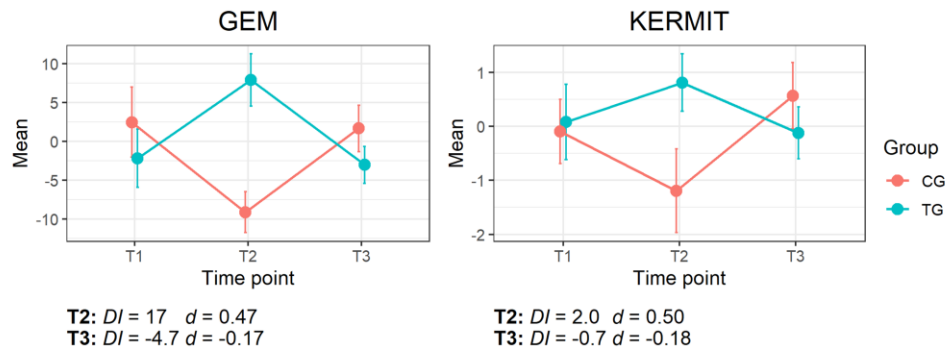 GEM
Mean
10
5
0
-5
-10
T1 T2 T3
Time point
T2: DI = 17 d = 0.47
T3: DI = -4.7 d = -0.17
KERMIT
Mean
1
0
-1
-2
T1 T2 T3
Time point
T2: DI = 2.0 d = 0.50
T3: DI = -0.7 d = -0.18
Group
CG
TG